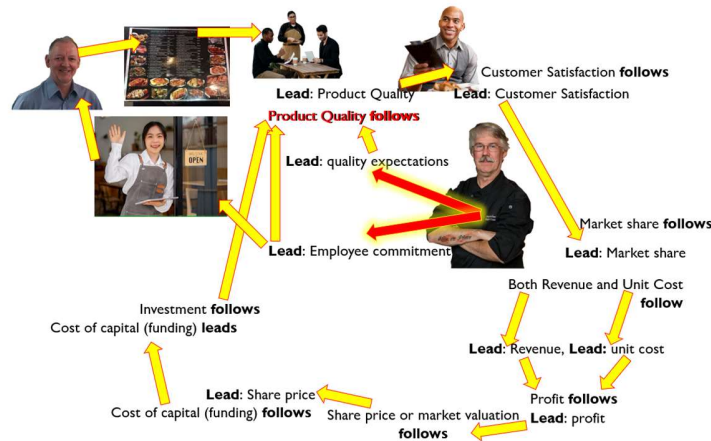 OPEN
Customer Satisfaction follows
Lead: Product Quality
Lead: Customer Satisfaction
Product Quality follows
Lead: quality expectations
Market share follows
Lead: Employee commitment
Lead: Market share
Both Revenue and Unit Cost
follow
Investment follows
Cost of capital (funding) leads
Lead: Revenue, Lead: unit cost
Lead: Share price
Cost of capital (funding) follows
Profit follows
Lead: profit
Share price or market valuation
follows